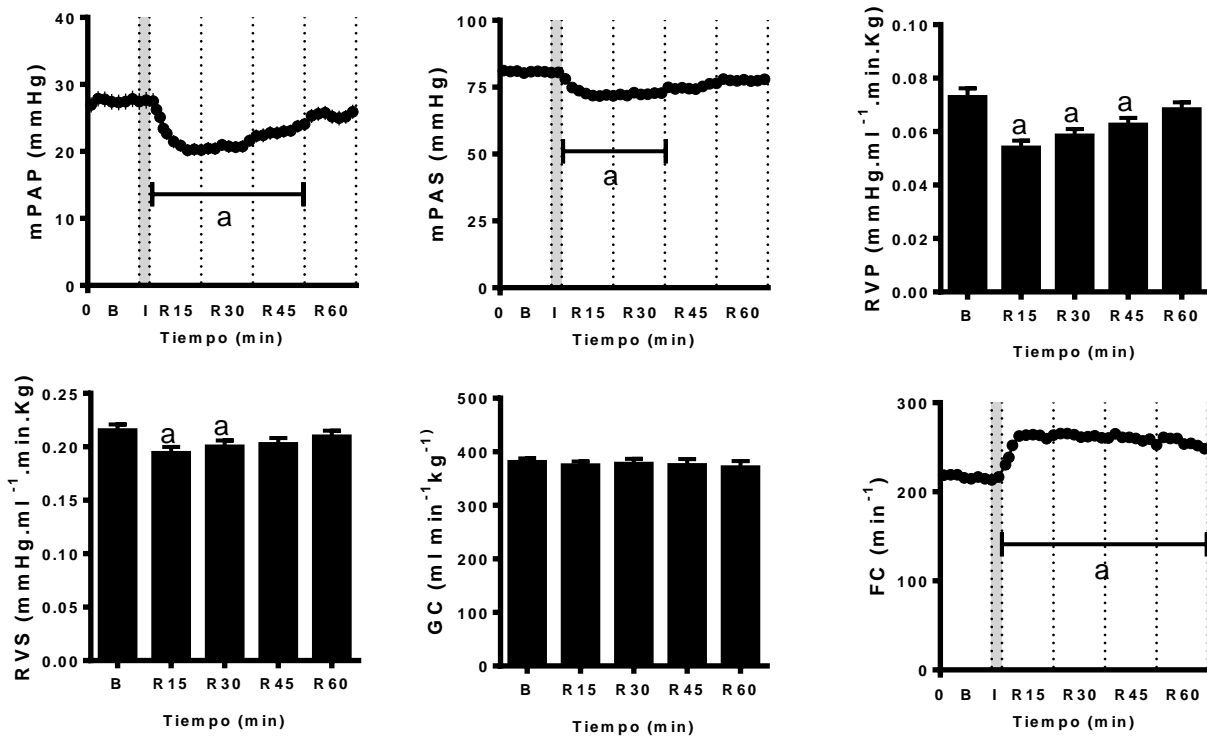 mPAP (mmHg)
40
30
20
10
0
a
0 B I R15 R30 R45 R60
Tiempo (min)
mPAS (mmHg)
100
75
50
25
0
a
0 B I R15 R30 R45 R60
Tiempo (min)
RVP (mmHg.ml⁻¹.min.Kg)
0.10
0.08
0.06
0.04
0.02
0.00
a a a
B R15 R30 R45 R60
Tiempo (min)
RVS (mmHg.ml⁻¹.min.Kg)
0.25
0.20
0.15
0.10
0.05
0.00
a a
B R15 R30 R45 R60
Tiempo (min)
GC (mlmin⁻¹kg⁻¹)
500
400
300
200
100
0
B R15 R30 R45 R60
Tiempo (min)
FC (min⁻¹)
300
200
100
0
a
0 B I R15 R30 R45 R60
Tiempo (min)